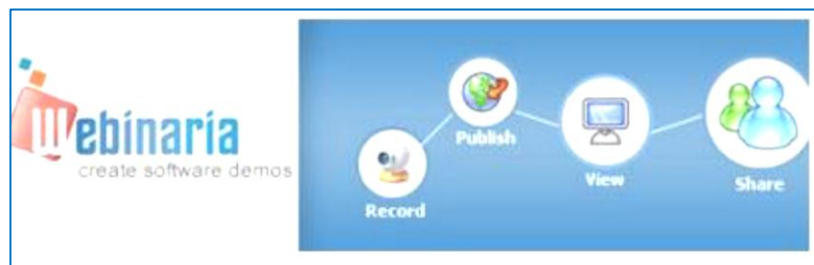 Webinaria
create software demos
Record
Publish
View
Share